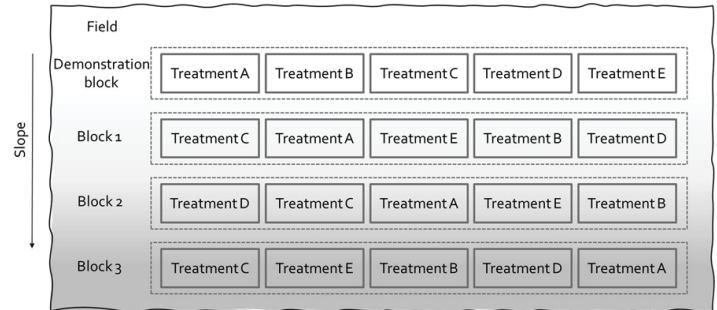 Field
Demonstration
block
Treatment A Treatment B Treatment C Treatment D Treatment E
Slope
Block 1
Treatment C Treatment A Treatment E Treatment B Treatment D
Block 2
Treatment D Treatment C Treatment A Treatment E Treatment B
Block 3
Treatment C Treatment E Treatment B Treatment D Treatment A